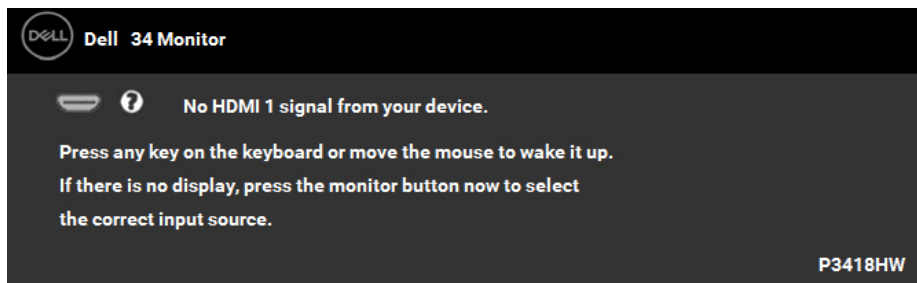 DELL
Dell 34 Monitor
? No HDMI 1 signal from your device.
Press any key on the keyboard or move the mouse to wake it up.
If there is no display, press the monitor button now to select
the correct input source.
P3418HW